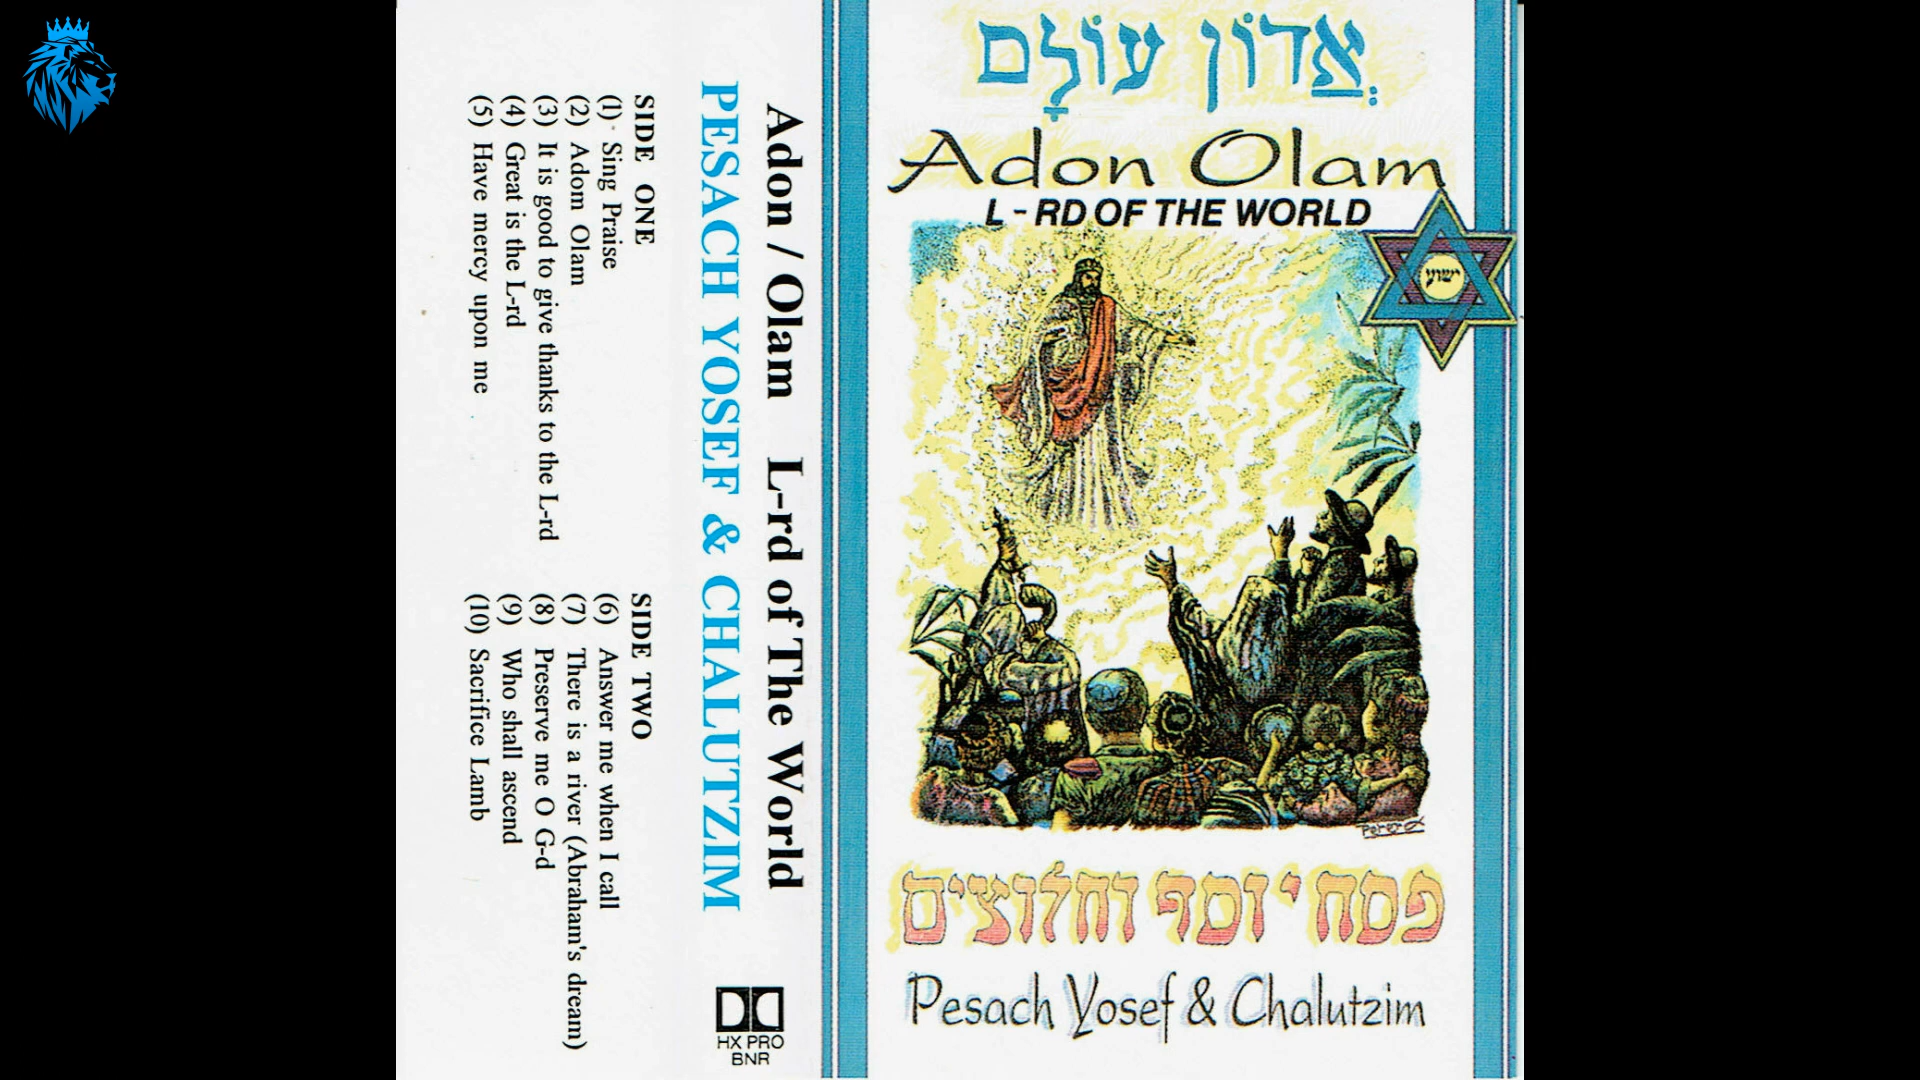 אֲדוֹן עוֹלָם
Adon Olam
L-RD OF THE WORLD
ישוע
Perera
פסח יוסף וחלוצים
Pesach Yosef & Chalutzim
Adon / Olam L-rd of The World
PESACH YOSEF & CHALUTZIM
HX PRO
BNR
SIDE ONE
(1) Sing Praise
(2) Adom Olam
(3) It is good to give thanks to the L-rd
(4) Great is the L-rd
(5) Have mercy upon me
SIDE TWO
(6) Answer me when I call
(7) There is a river (Abraham's dream)
(8) Preserve me O G-d
(9) Who shall ascend
(10) Sacrifice Lamb